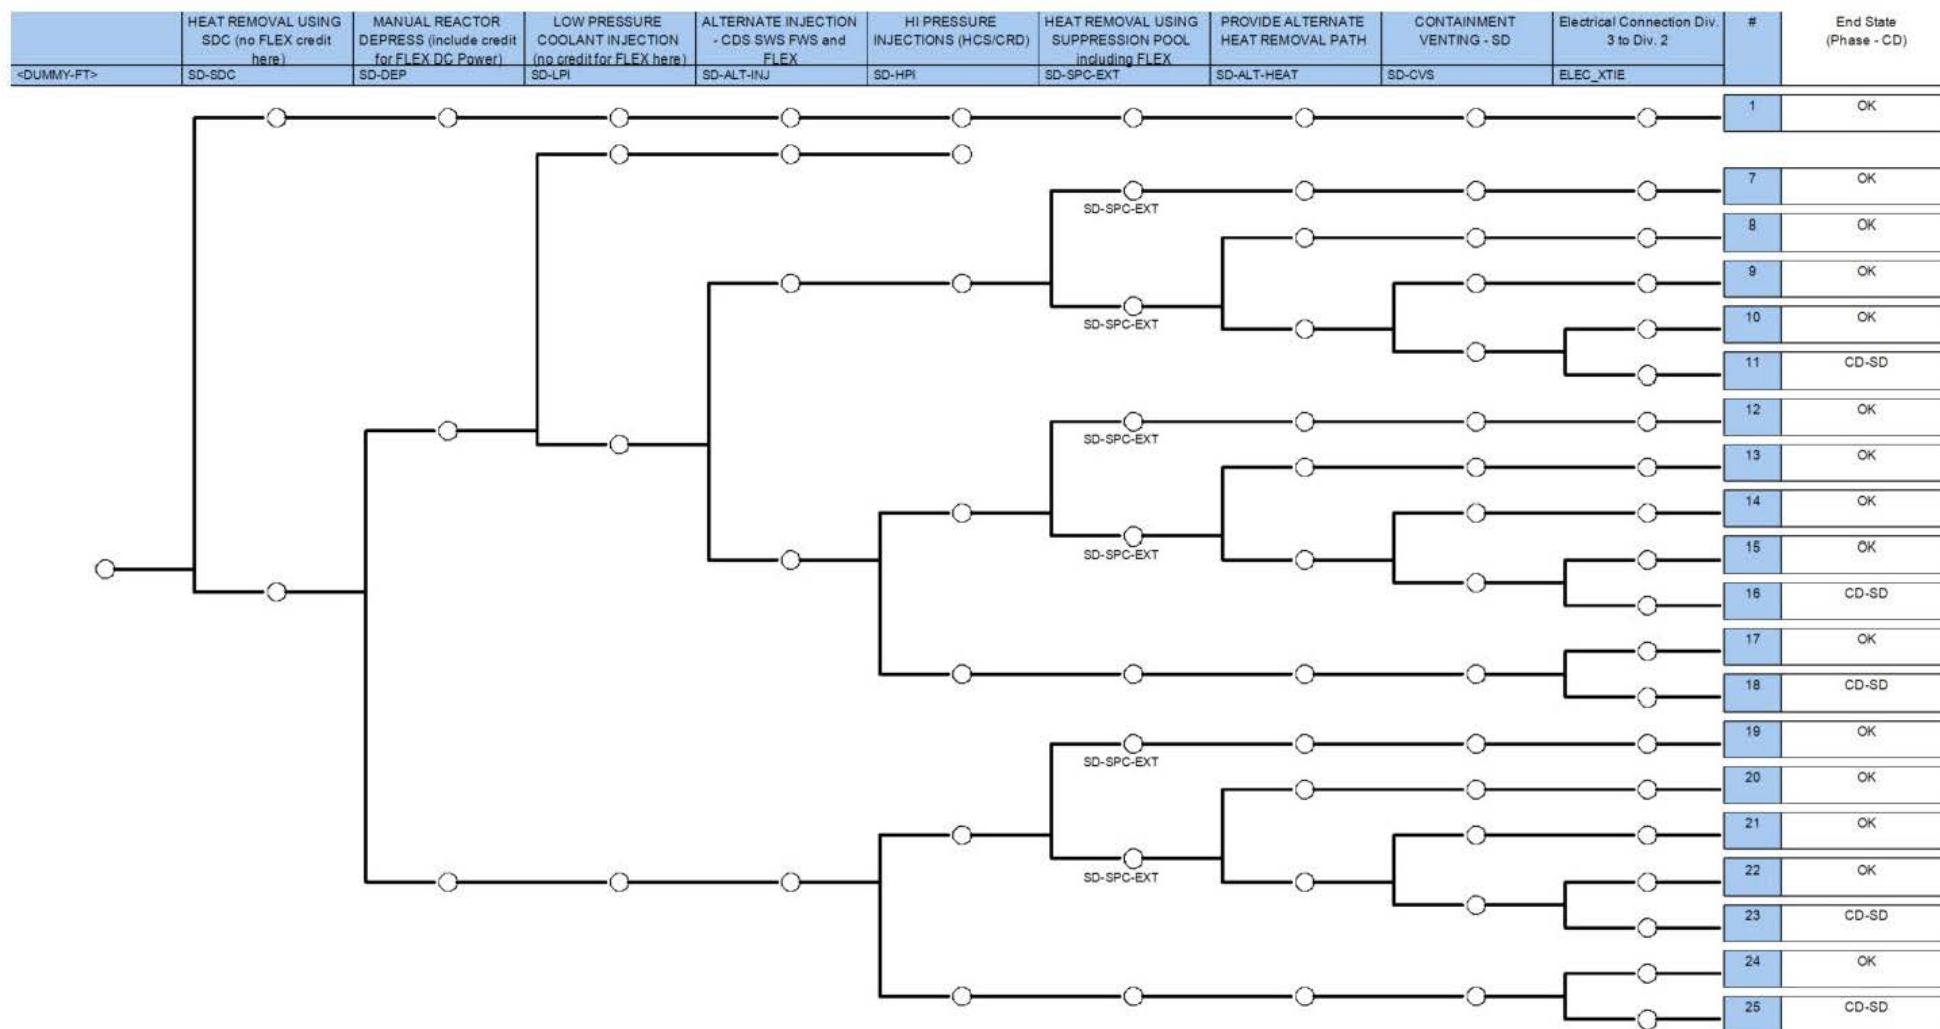 HEAT REMOVAL USING
SDC (no FLEX credit
here)
MANUAL REACTOR
DEPRESS (include credit
for FLEX DC Power)
LOW PRESSURE
COOLANT INJECTION
(no credit for FLEX here)
ALTERNATE INJECTION
- CDS SWS FWS and
FLEX
HI PRESSURE
INJECTIONS (HCS/CRD)
HEAT REMOVAL USING
SUPPRESSION POOL
including FLEX
PROVIDE ALTERNATE
HEAT REMOVAL PATH
CONTAINMENT
VENTING - SD
Electrical Connection Div.
3 to Div. 2
#
End State
(Phase - CD)
<DUMMY-FT>
SD-SDC
SD-DEP
SD-LPI
SD-ALT-INJ
SD-HPI
SD-SPC-EXT
SD-ALT-HEAT
SD-CVS
ELEC_XTIE
1 OK
7 OK
SD-SPC-EXT
8 OK
9 OK
10 OK
SD-SPC-EXT
11 CD-SD
12 OK
SD-SPC-EXT
13 OK
14 OK
15 OK
SD-SPC-EXT
16 CD-SD
17 OK
18 CD-SD
19 OK
SD-SPC-EXT
20 OK
21 OK
22 OK
SD-SPC-EXT
23 CD-SD
24 OK
25 CD-SD